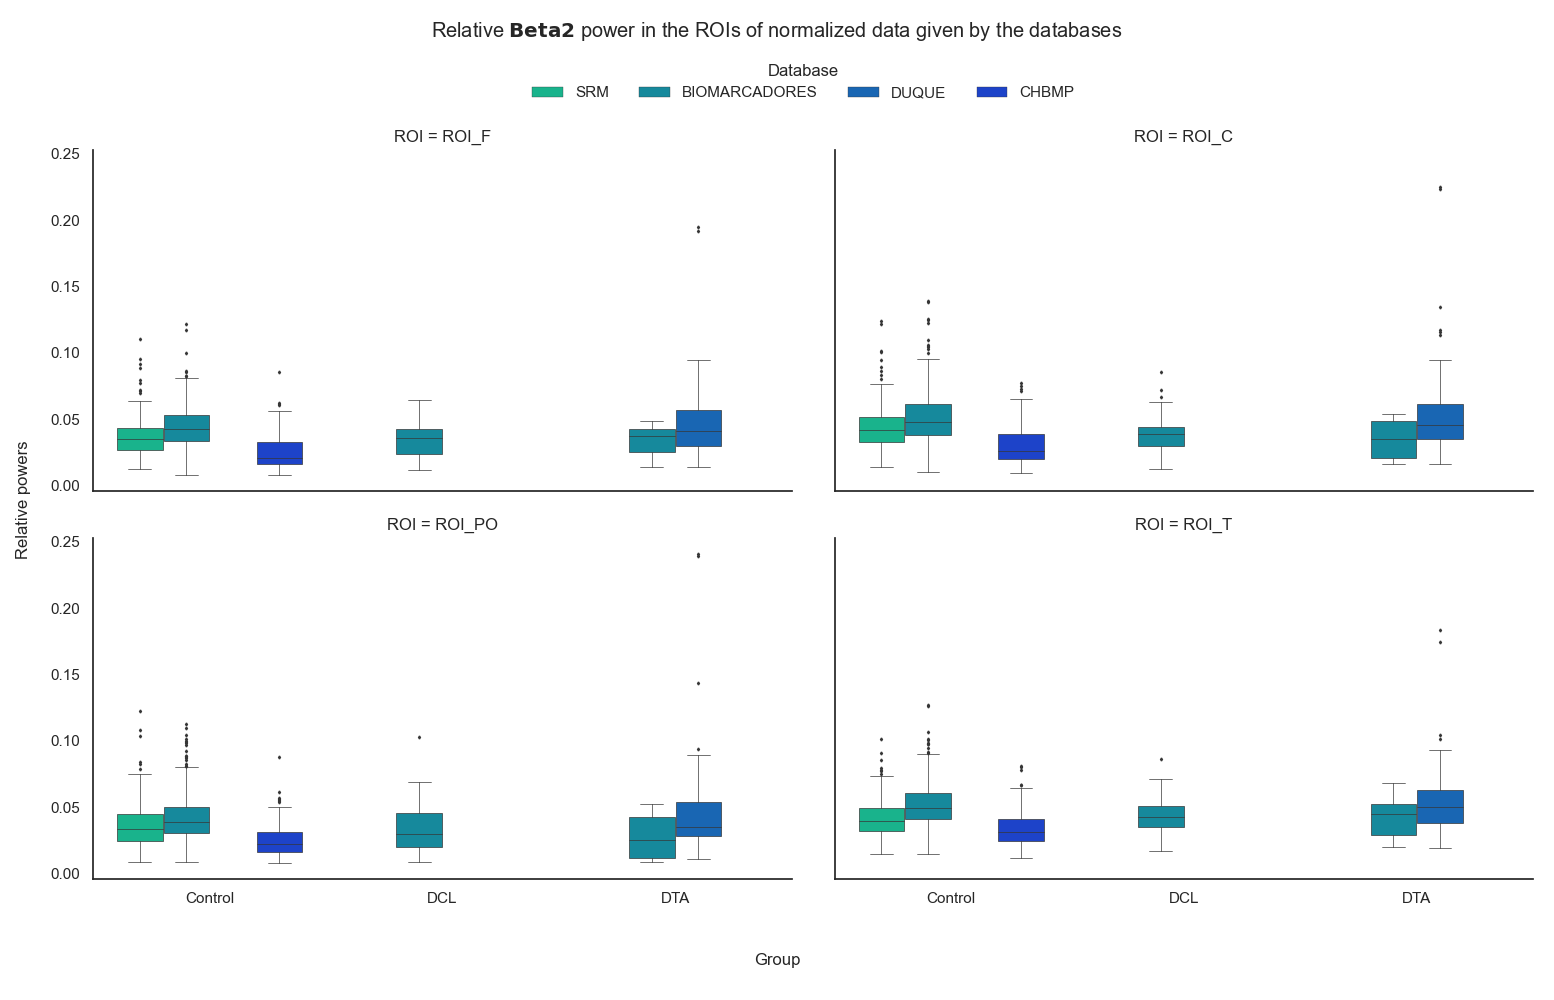 Relative Beta2 power in the ROIs of normalized data given by the databases
Database
SRM BIOMARCADORES DUQUE CHBMP
ROI = ROI_F
ROI = ROI_C
0.25
0.20
0.15
0.10
0.05
0.00
Relative powers
ROI = ROI_PO
ROI = ROI_T
0.25
0.20
0.15
0.10
0.05
0.00
Control DCL DTA
Control DCL DTA
Group